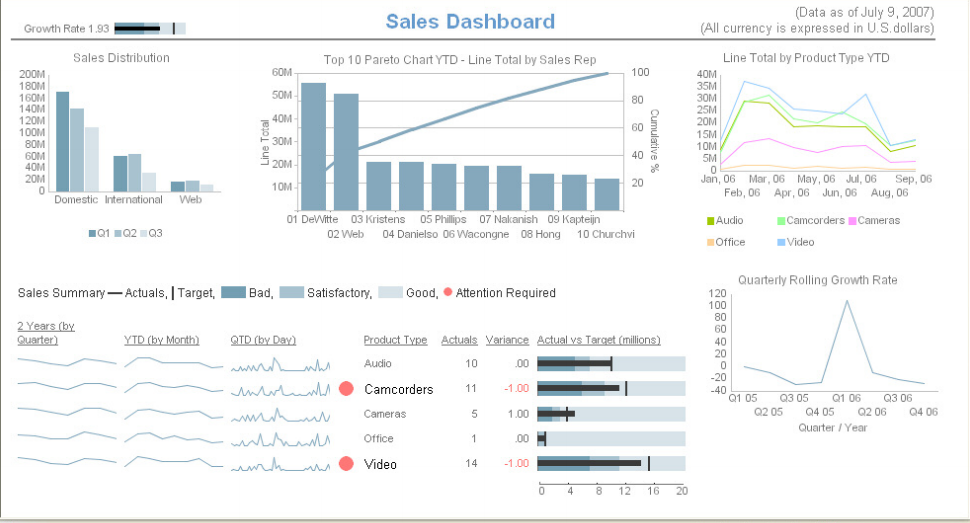 Sales Dashboard
(Data as of July 9, 2007)
(All currency is expressed in U.S.dollars)
Growth Rate 1.93
Sales Distribution
200M
180M
160M
140M
120M
100M
80M
60M
40M
20M
0
Domestic International Web
Q1 Q2 Q3
Top 10 Pareto Chart YTD - Line Total by Sales Rep
60M
50M
40M
30M
20M
10M
Line Total
100
80
60
40
20
Cumulative %
01 DeWitte 03 Kristens 05 Phillips 07 Nakanish 09 Kapteijn
02 Web 04 Danielso 06 Wacongne 08 Hong 10 Churchvi
Line Total by Product Type YTD
40M
35M
30M
25M
20M
15M
10M
5M
0
Jan, 06 Mar, 06 May, 06 Jul, 06 Sep, 06
Feb, 06 Apr, 06 Jun, 06 Aug, 06
Audio Camcorders Cameras
Office Video
Sales Summary Actuals, Target, Bad, Satisfactory, Good, Attention Required
2 Years (by
Quarter) YTD (by Month) QTD (by Day) Product Type Actuals Variance Actual vs Target (millions)
Audio 10 .00
Camcorders 11 -1.00
Cameras 5 1.00
Office 1 .00
Video 14 -1.00
0 4 8 12 16 20
Quarterly Rolling Growth Rate
120
100
80
60
40
20
0
-20
-40
Q1 05 Q3 05 Q1 06 Q3 06
Q2 05 Q4 05 Q2 06 Q4 06
Quarter / Year